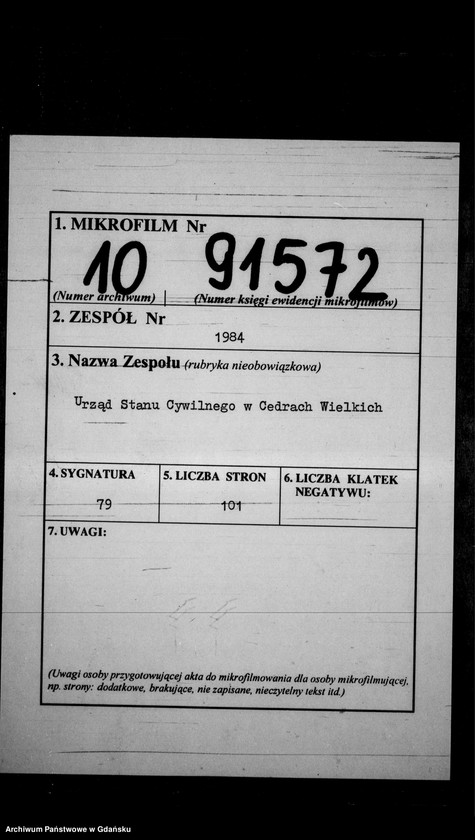 1. MIKROFILM Nr
10 91572
(Numer archiwum) (Numer księgi ewidencji mikrofilmów)
2. ZESPÓŁ Nr
1984
3. Nazwa Zespołu (rubryka nieobowiązkowa)
Urząd Stanu Cywilnego w Cedrach Wielkich
4. SYGNATURA 5. LICZBA STRON 6. LICZBA KLATEK
NEGATYWU:
79 101
7. UWAGI:
(Uwagi osoby przygotowującej akta do mikrofilmowania dla osoby mikrofilmującej,
np. strony: dodatkowe, brakujące, nie zapisane, nieczytelny tekst itd.)
Archiwum Państwowe w Gdańsku